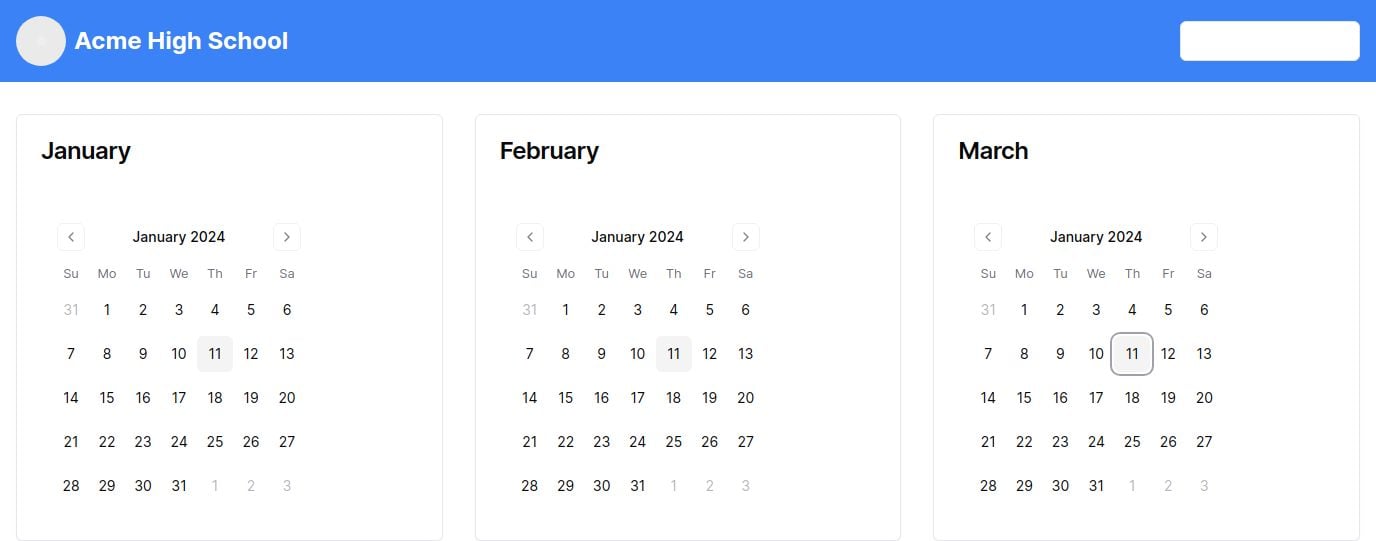 Acme High School
January
January 2024
Su Mo Tu We Th Fr Sa
31 1 2 3 4 5 6
7 8 9 10 11 12 13
14 15 16 17 18 19 20
21 22 23 24 25 26 27
28 29 30 31 1 2 3
February
January 2024
Su Mo Tu We Th Fr Sa
31 1 2 3 4 5 6
7 8 9 10 11 12 13
14 15 16 17 18 19 20
21 22 23 24 25 26 27
28 29 30 31 1 2 3
March
January 2024
Su Mo Tu We Th Fr Sa
31 1 2 3 4 5 6
7 8 9 10 11 12 13
14 15 16 17 18 19 20
21 22 23 24 25 26 27
28 29 30 31 1 2 3